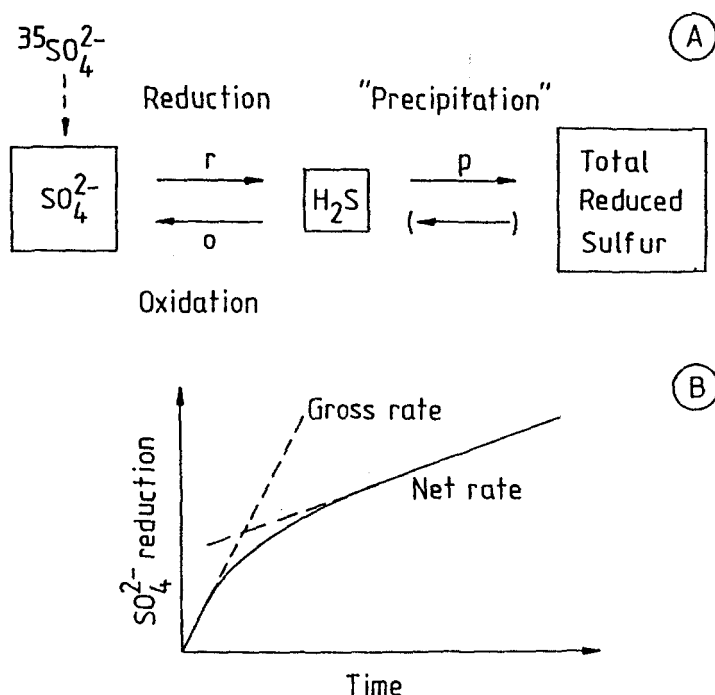 A
³⁵SO₄²⁻
Reduction
"Precipitation"
SO₄²⁻
r
o
H₂S
p
( )
Total
Reduced
Sulfur
Oxidation
B
Gross rate
Net rate
SO₄²⁻ reduction
Time